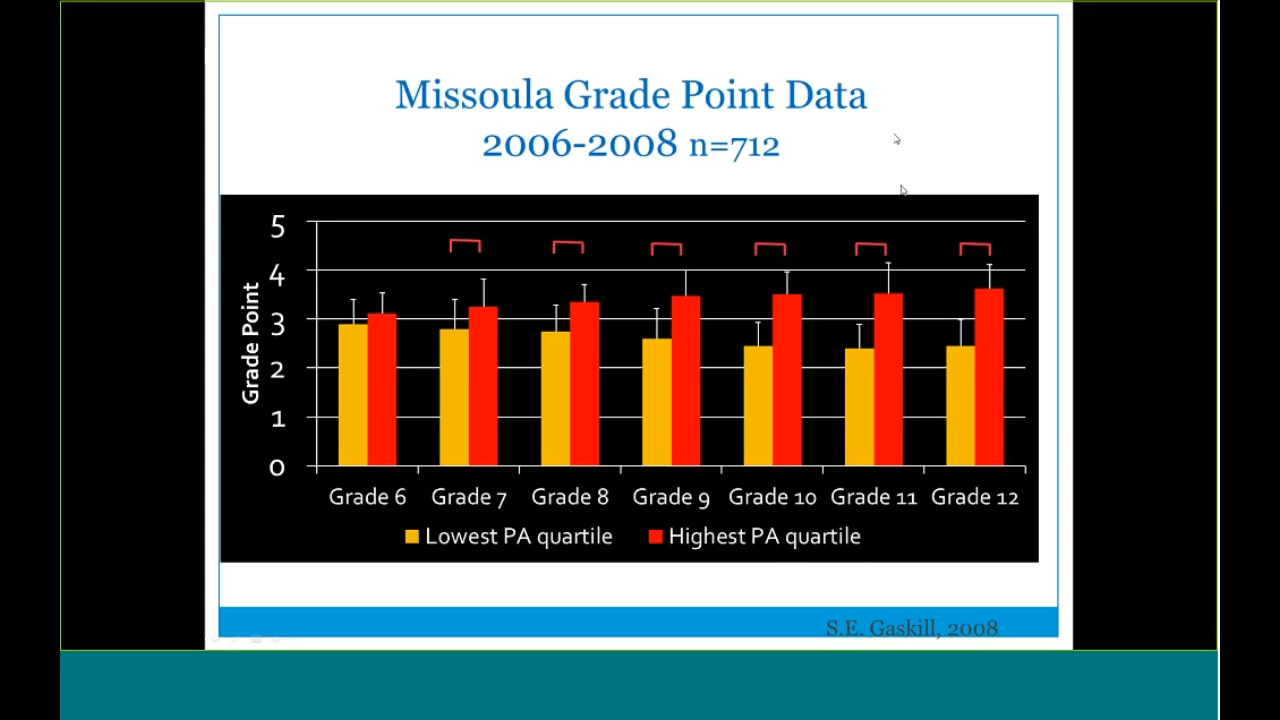 Missoula Grade Point Data
2006-2008 n=712
Grade Point
5
4
3
2
1
0
Grade 6 Grade 7 Grade 8 Grade 9 Grade 10 Grade 11 Grade 12
Lowest PA quartile Highest PA quartile
S.E. Gaskill, 2008